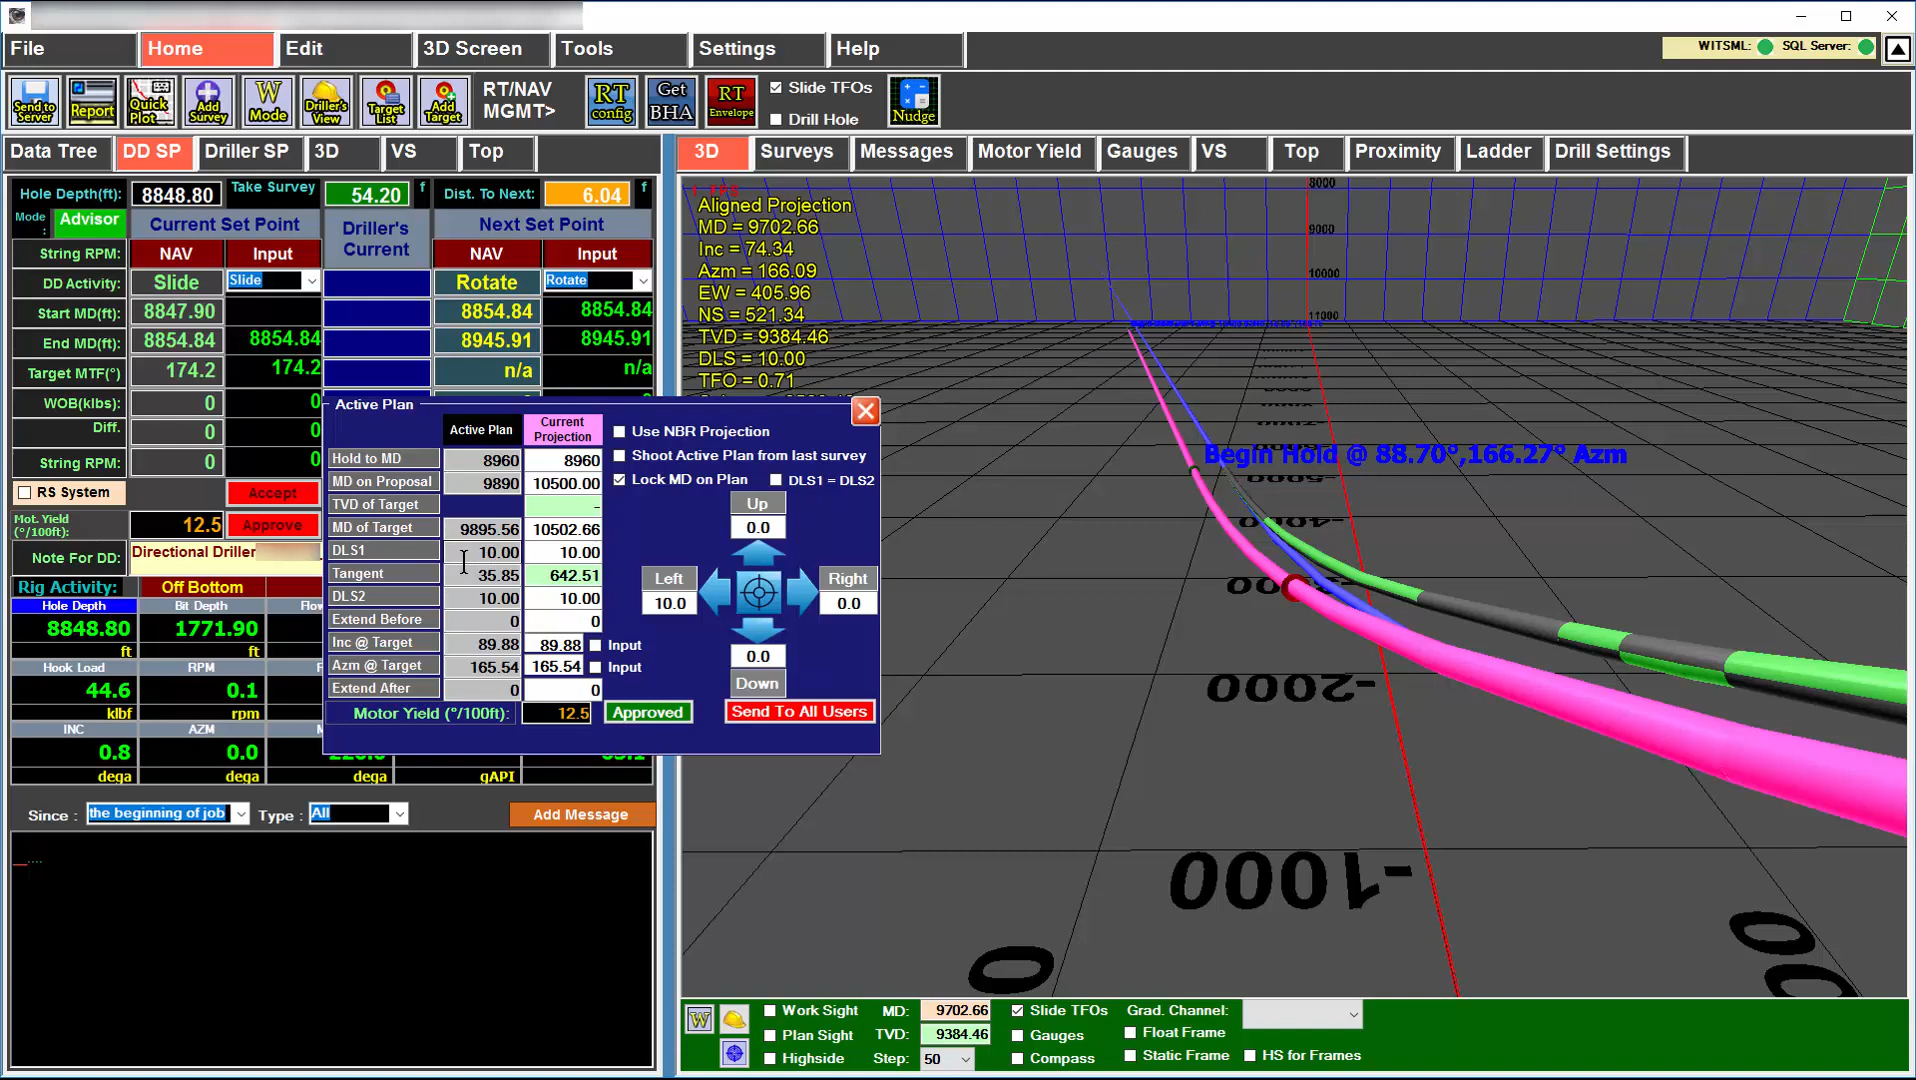 File Home Edit 3D Screen Tools Settings Help WITSML: SQL Server:
Send to Server Report Quick Plot Add Survey W Mode Driller's View Target List Add Target RT/NAV MGMT> RT config Get BHA RT Envelope Slide TFOs Drill Hole Nudge
Data Tree DD SP Driller SP 3D VS Top
3D Surveys Messages Motor Yield Gauges VS Top Proximity Ladder Drill Settings
Hole Depth(ft): 8848.80 Take Survey 54.20 f Dist. To Next: 6.04 f
Mode : Advisor Current Set Point Driller's Current Next Set Point
String RPM: NAV Input NAV Input
DD Activity: Slide Slide Rotate Rotate
Start MD(ft): 8847.90 8854.84 8854.84
End MD(ft): 8854.84 8854.84 8945.91 8945.91
Target MTF(°) 174.2 174.2 n/a n/a
WOB(klbs): 0 0
Diff. 0 0
String RPM: 0 0
RS System Accept
Mot. Yield (°/100ft): 12.5 Approve
Note For DD: Directional Driller
Rig Activity: Off Bottom
Hole Depth Bit Depth Flow
8848.80 1771.90
ft ft
Hook Load RPM
44.6 0.1
klbf rpm
INC AZM
0.8 0.0
dega dega dega gAPI
Active Plan
Active Plan Current Projection
Hold to MD 8960 8960
MD on Proposal 9890 10500.00
TVD of Target -
MD of Target 9895.56 10502.66
DLS1 10.00 10.00
Tangent 35.85 642.51
DLS2 10.00 10.00
Extend Before 0 0
Inc @ Target 89.88 89.88 Input
Azm @ Target 165.54 165.54 Input
Extend After 0 0
Motor Yield (°/100ft): 12.5 Approved Send To All Users
Use NBR Projection
Shoot Active Plan from last survey
Lock MD on Plan DLS1 = DLS2
Up
0.0
Left Right
10.0 0.0
0.0
Down
Since : the beginning of job Type : All Add Message
Aligned Projection
MD = 9702.66
Inc = 74.34
Azm = 166.09
EW = 405.96
NS = 521.34
TVD = 9384.46
DLS = 10.00
TFO = 0.71
8000
9000
10000
11000
Begin Hold @ 88.70°,166.27° Azm
-5000
-4000
-3000
-2000
-1000
0
00
W Work Sight MD: 9702.66 Slide TFOs Grad. Channel:
Plan Sight TVD: 9384.46 Gauges Float Frame
Highside Step: 50 Compass Static Frame HS for Frames